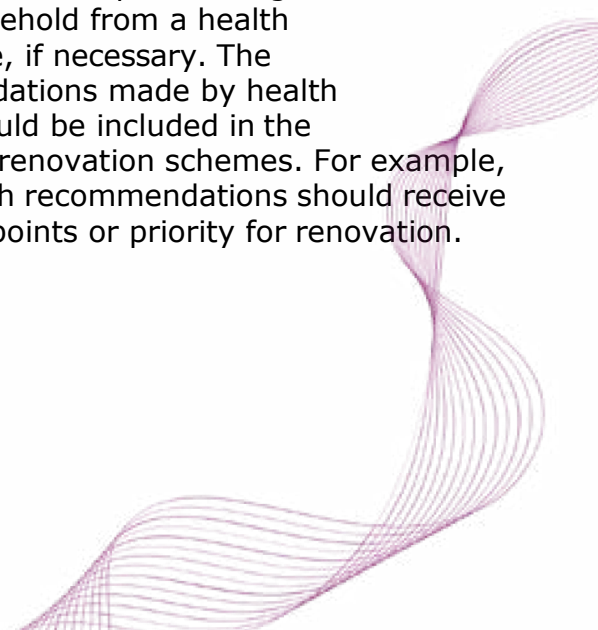 ehold from a health
, if necessary. The
dations made by health
uld be included in the
renovation schemes. For example,
h recommendations should receive
points or priority for renovation.